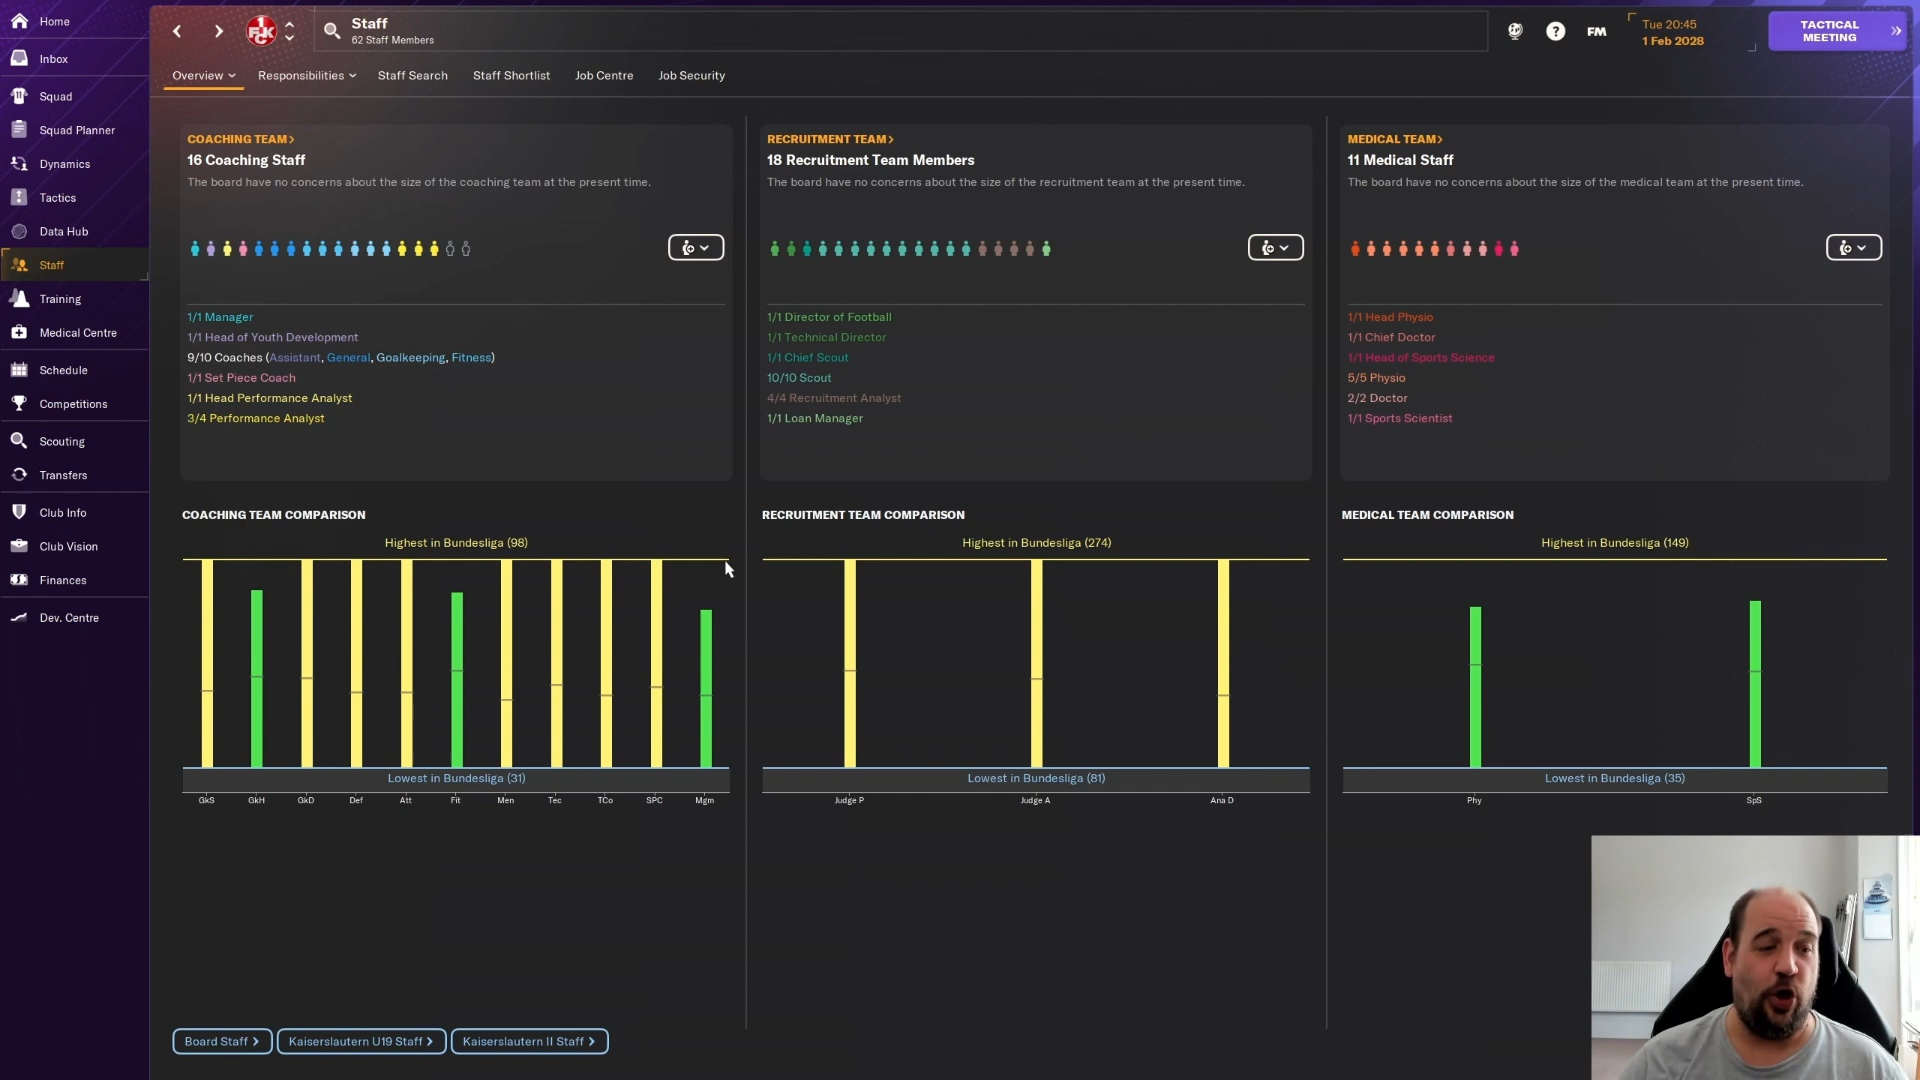 Home
Inbox
Squad
Squad Planner
Dynamics
Tactics
Data Hub
Staff
Training
Medical Centre
Schedule
Competitions
Scouting
Transfers
Club Info
Club Vision
Finances
Dev. Centre
Staff
62 Staff Members
FM
Tue 20:45
1 Feb 2028
TACTICAL
MEETING
Overview
Responsibilities
Staff Search
Staff Shortlist
Job Centre
Job Security
COACHING TEAM
16 Coaching Staff
The board have no concerns about the size of the coaching team at the present time.
1/1 Manager
1/1 Head of Youth Development
9/10 Coaches (Assistant, General, Goalkeeping, Fitness)
1/1 Set Piece Coach
1/1 Head Performance Analyst
3/4 Performance Analyst
RECRUITMENT TEAM
18 Recruitment Team Members
The board have no concerns about the size of the recruitment team at the present time.
1/1 Director of Football
1/1 Technical Director
1/1 Chief Scout
10/10 Scout
4/4 Recruitment Analyst
1/1 Loan Manager
MEDICAL TEAM
11 Medical Staff
The board have no concerns about the size of the medical team at the present time.
1/1 Head Physio
1/1 Chief Doctor
1/1 Head of Sports Science
5/5 Physio
2/2 Doctor
1/1 Sports Scientist
COACHING TEAM COMPARISON
Highest in Bundesliga (98)
Lowest in Bundesliga (31)
GkS GkH GkD Def Att Fit Men Tec TCo SPC Mgm
RECRUITMENT TEAM COMPARISON
Highest in Bundesliga (274)
Lowest in Bundesliga (81)
Judge P Judge A Ana D
MEDICAL TEAM COMPARISON
Highest in Bundesliga (149)
Lowest in Bundesliga (35)
Phy SpS
Board Staff
Kaiserslautern U19 Staff
Kaiserslautern II Staff